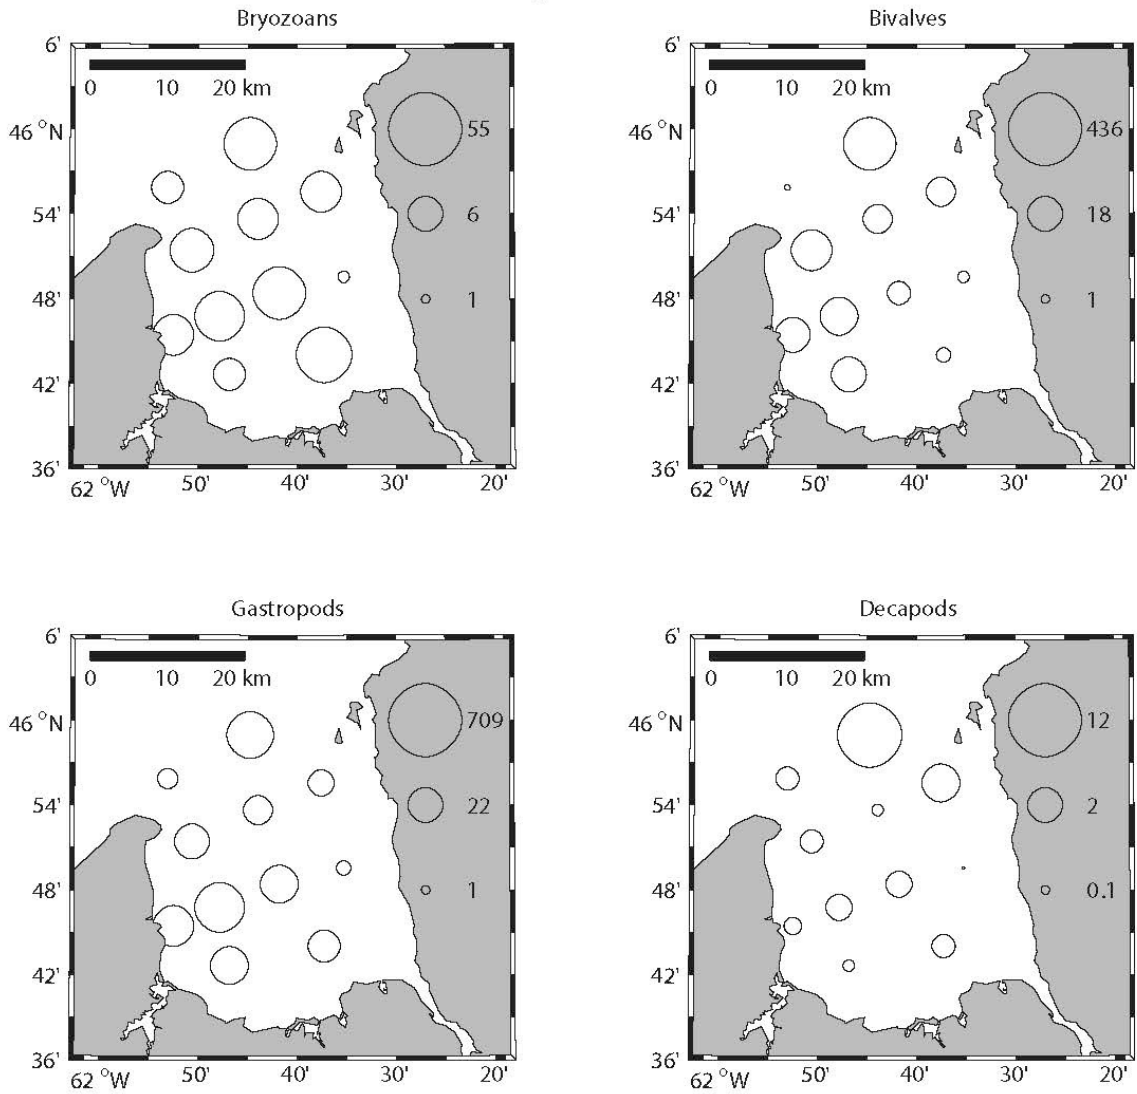 Bryozoans
Bivalves
6'
0 10 20 km
46 °N
55
54'
6
48'
1
42'
36'
62 °W 50' 40' 30' 20'
6'
0 10 20 km
46 °N
436
54'
18
48'
1
42'
36'
62 °W 50' 40' 30' 20'
Gastropods
Decapods
6'
0 10 20 km
46 °N
709
54'
22
48'
1
42'
36'
62 °W 50' 40' 30' 20'
6'
0 10 20 km
46 °N
12
54'
2
48'
0.1
42'
36'
62 °W 50' 40' 30' 20'